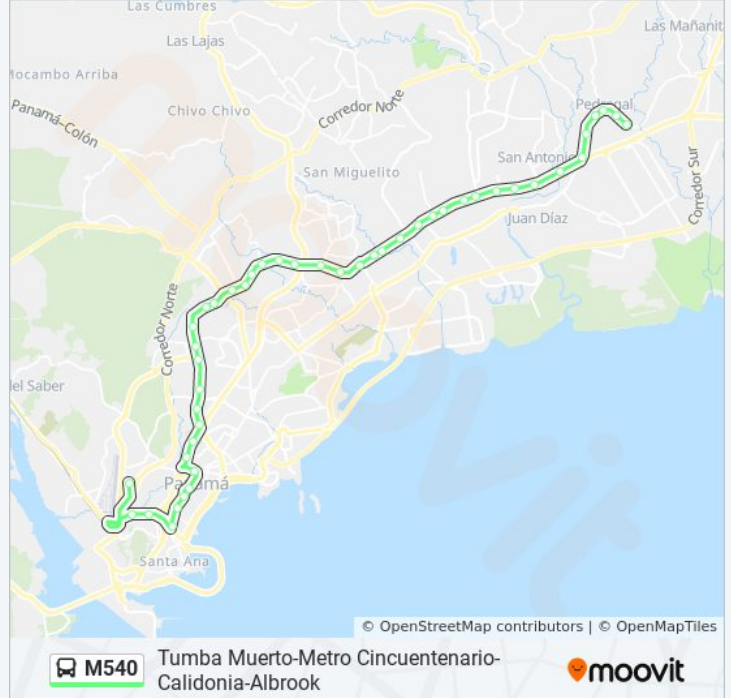 Las Cumbres
Las Mañanit
Las Lajas
Mocambo Arriba
Chivo Chivo
Corredor Norte
Pedregal
Panamá-Colón
San Antonio
San Miguelito
Corredor Sur
Juan Díaz
Corredor Norte
del Saber
Panamá
Santa Ana
© OpenStreetMap contributors | © OpenMapTiles
M540
Tumba Muerto-Metro Cincuentenario-
Calidonia-Albrook
moovit